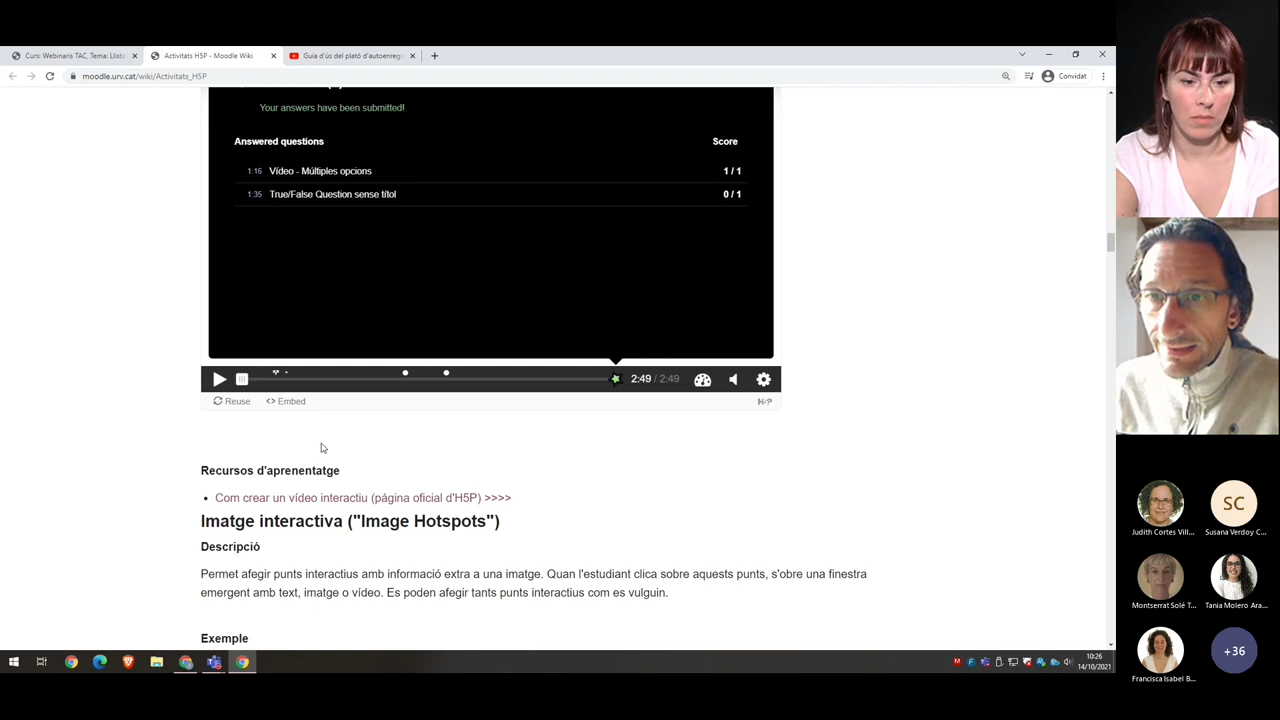 Curs: Webinaris TAC, Tema: Llista
Activitats H5P - Moodle Wiki
Guia d'ús del plató d'autoenregis
moodle.urv.cat/wiki/Activitats_H5P
Convidat
Your answers have been submitted!
Answered questions Score
1:16 Vídeo - Múltiples opcions 1 / 1
1:35 True/False Question sense títol 0 / 1
2:49 / 2:49
Reuse <> Embed H5P
Recursos d'aprenentatge
• Com crear un vídeo interactiu (pàgina oficial d'H5P) >>>>
Imatge interactiva ("Image Hotspots")
Descripció
Permet afegir punts interactius amb informació extra a una imatge. Quan l'estudiant clica sobre aquests punts, s'obre una finestra
emergent amb text, imatge o vídeo. Es poden afegir tants punts interactius com es vulguin.
Exemple
10:26
14/10/2021
SC
Judith Cortes Vill...
Susana Verdoy C...
Montserrat Solé T...
Tania Molero Ara...
Francisca Isabel B...
+36